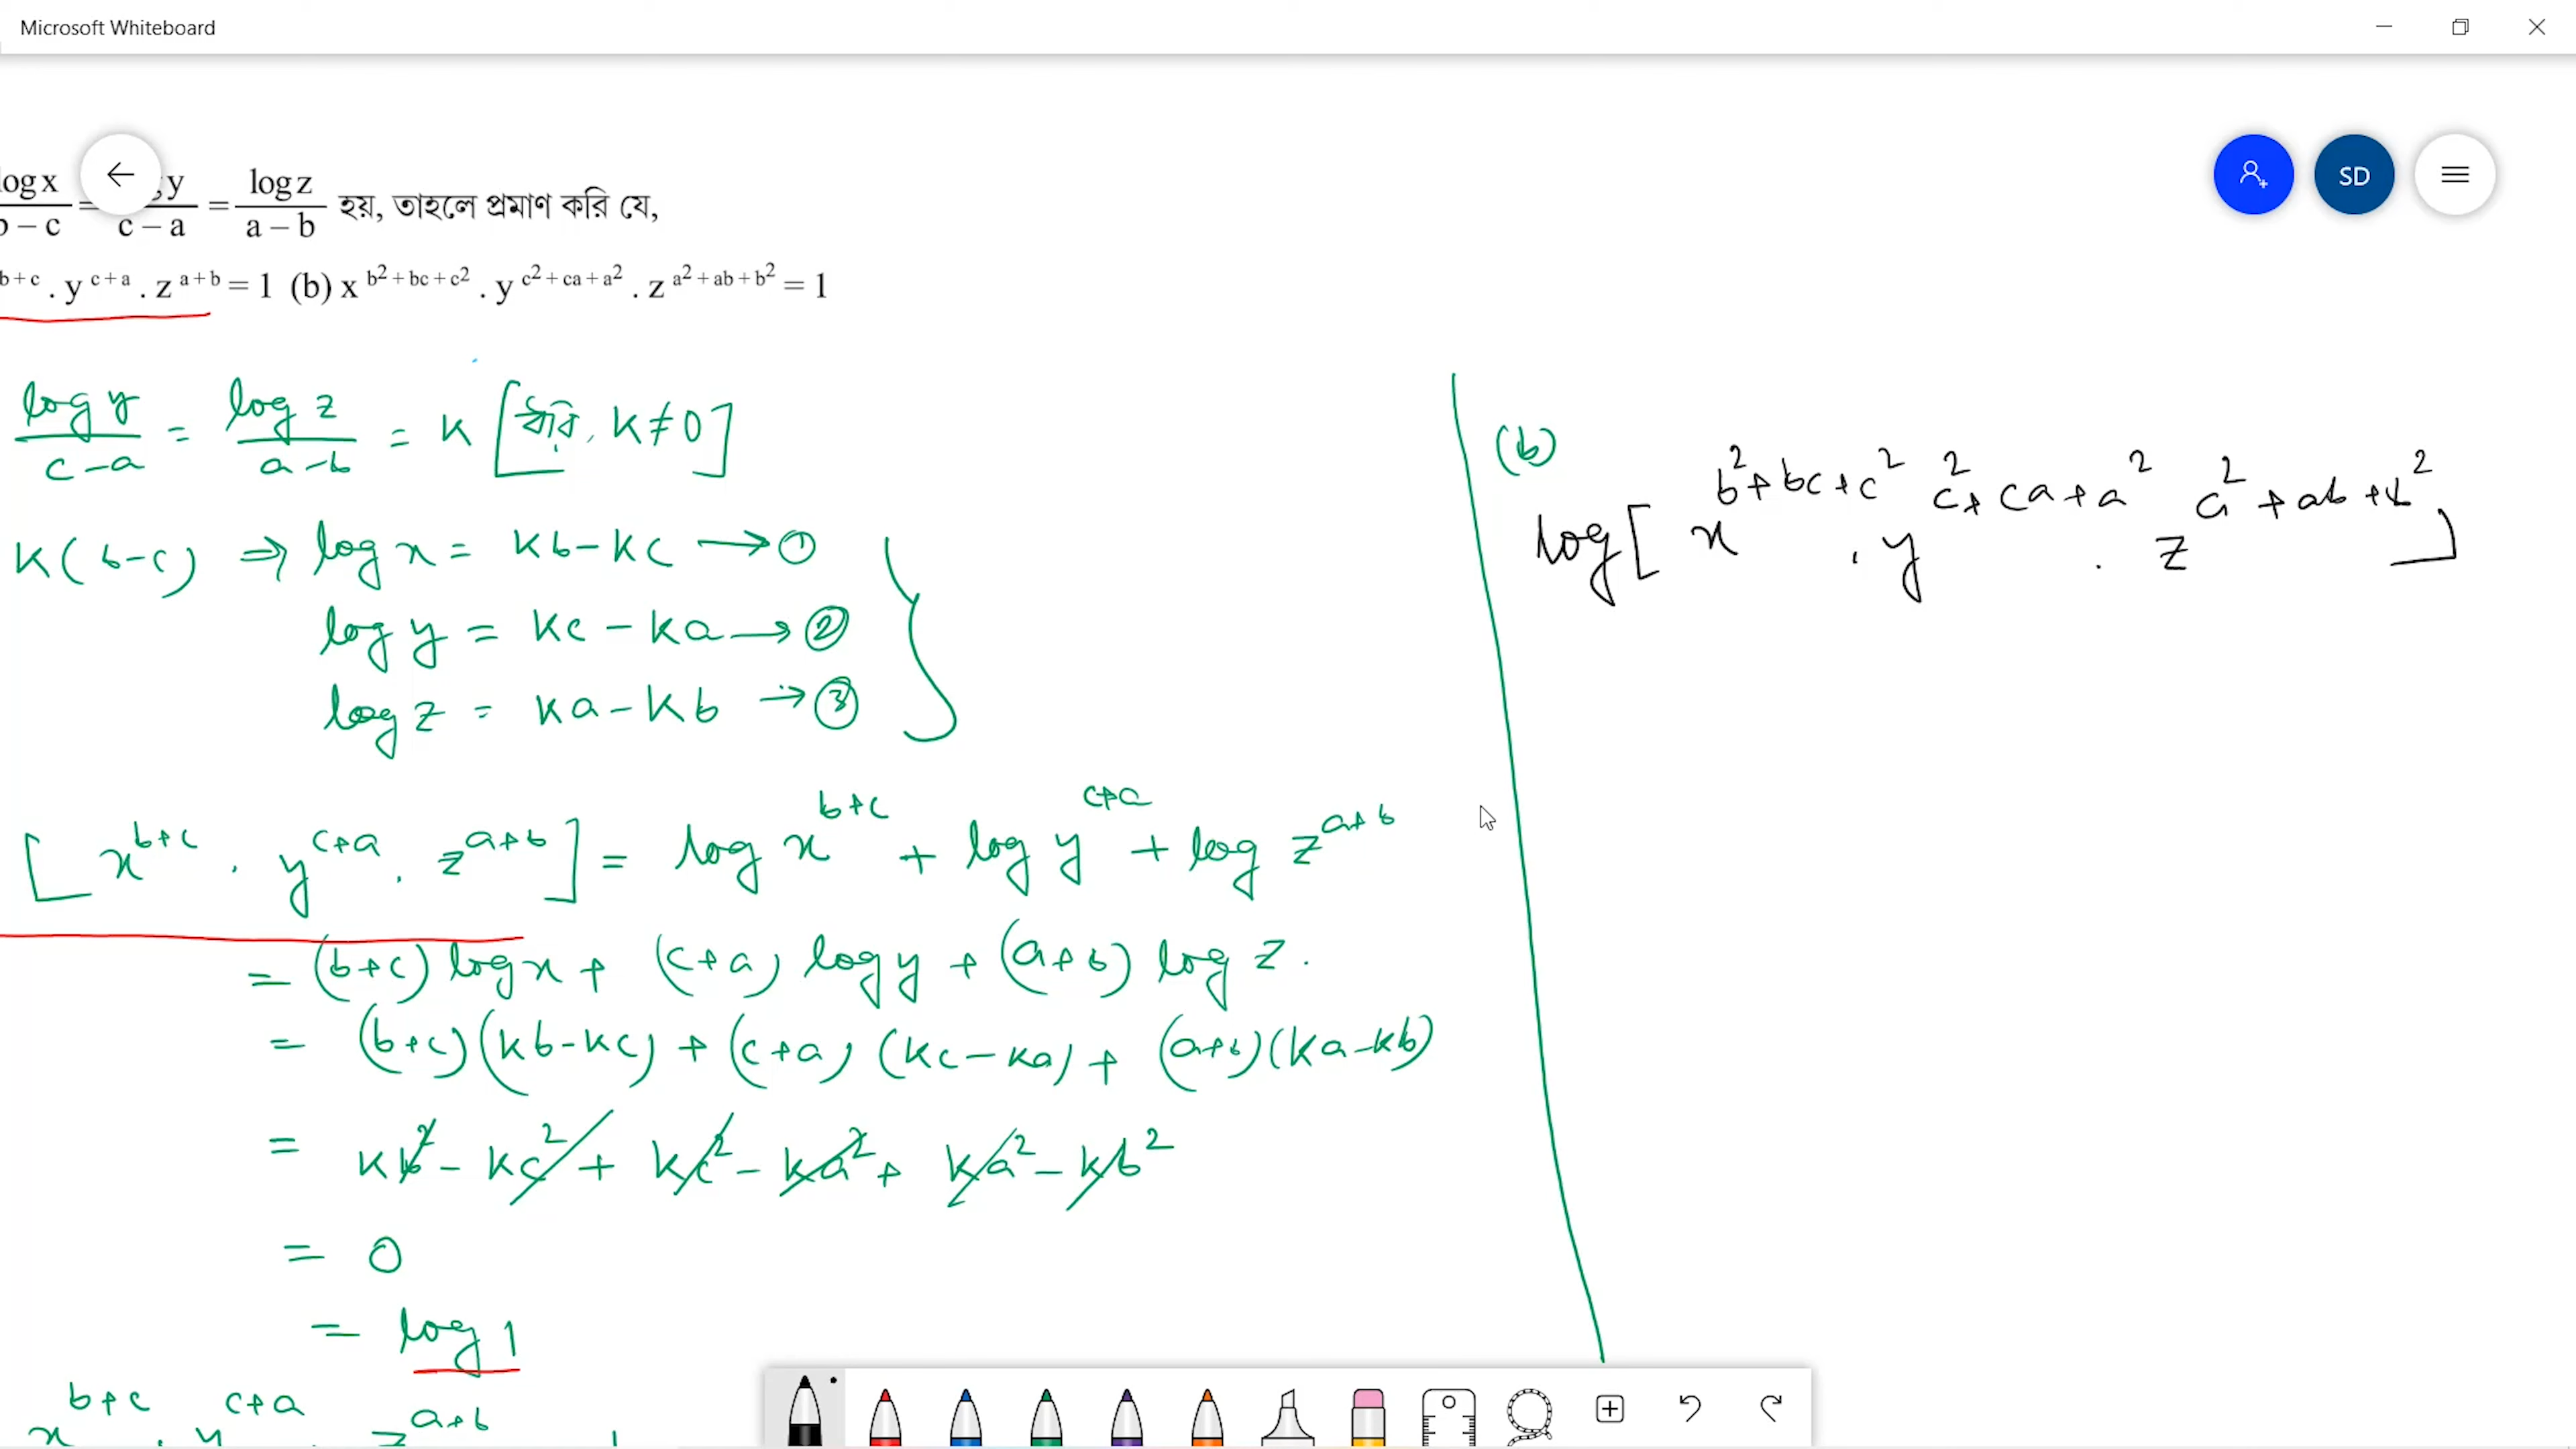 Microsoft Whiteboard
SD
logx/b – c = y/c – a = logz/a – b হয়, তাহলে প্রমাণ করি যে,
b+c . y^(c+a) . z^(a+b) = 1 (b) x^(b²+bc+c²) . y^(c²+ca+a²) . z^(a²+ab+b²) = 1
log y/c-a = log z/a-b = K [ধরি, K≠0]
K(b-c) ⇒ log x = Kb-Kc → ①
log y = Kc - Ka → ②
log z = Ka - Kb → ③
[x^(b+c) . y^(c+a) . z^(a+b)] = log x^(b+c) + log y^(c+a) + log z^(a+b)
= (b+c) log x + (c+a) log y + (a+b) log z.
= (b+c)(Kb-Kc) + (c+a)(Kc-Ka) + (a+b)(Ka-Kb)
= Kb² - Kc² + Kc² - Ka² + Ka² - Kb²
= 0
= log 1
x^(b+c) . y^(c+a) . z^(a+b)
(b)
log[x^(b²+bc+c²) . y^(c²+ca+a²) . z^(a²+ab+b²)]